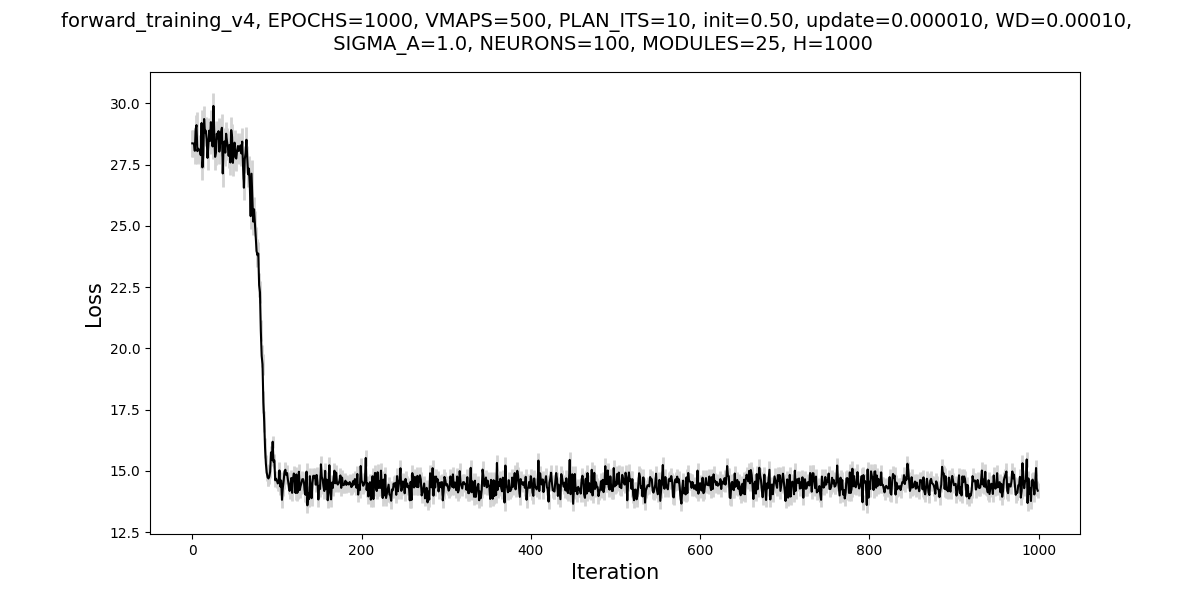 forward_training_v4, EPOCHS=1000, VMAPS=500, PLAN_ITS=10, init=0.50, update=0.000010, WD=0.00010,
SIGMA_A=1.0, NEURONS=100, MODULES=25, H=1000
30.0
27.5
25.0
22.5
20.0
17.5
15.0
12.5
Loss
0 200 400 600 800 1000
Iteration